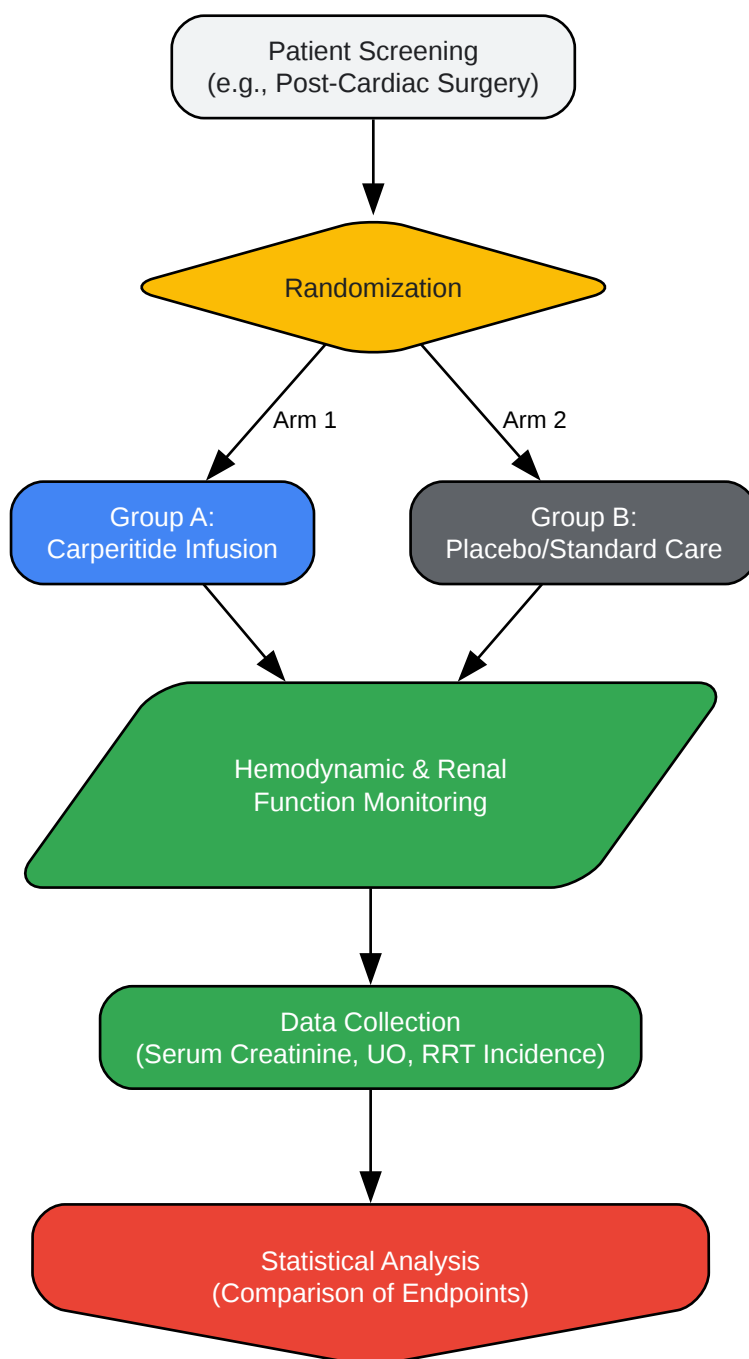 Patient Screening
(e.g., Post-Cardiac Surgery)
Randomization
Arm 1
Arm 2
Group A:
Carperitide Infusion
Group B:
Placebo/Standard Care
Hemodynamic & Renal
Function Monitoring
Data Collection
(Serum Creatinine, UO, RRT Incidence)
Statistical Analysis
(Comparison of Endpoints)